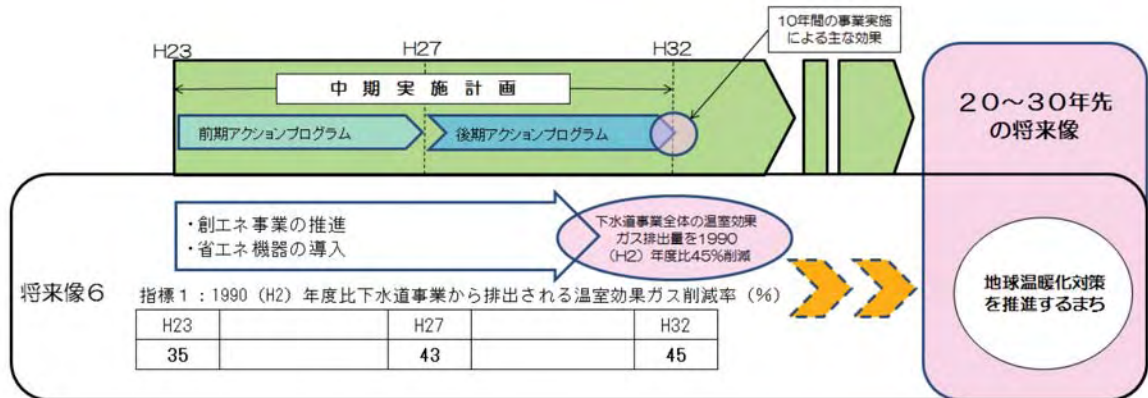 10年間の事業実施
による主な効果
H23
H27
H32
中期実施計画
前期アクションプログラム
後期アクションプログラム
20~30年先
の将来像
・創エネ事業の推進
・省エネ機器の導入
下水道事業全体の温室効果
ガス排出量を1990
(H2)年度比45%削減
将来像6
指標1:1990(H2)年度比下水道事業から排出される温室効果ガス削減率(%)
H23 H27 H32
35 43 45
地球温暖化対策
を推進するまち